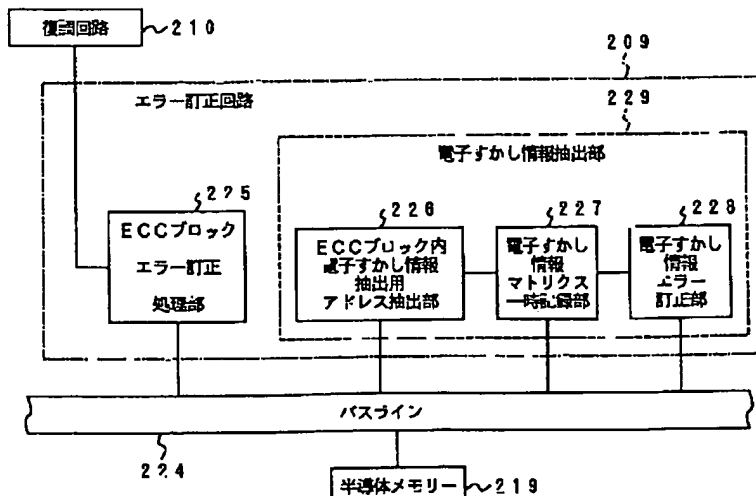 復調回路
210
209
エラー訂正回路
229
電子すかし情報抽出部
225
ECCブロック
エラー訂正
処理部
226
ECCブロック内
電子すかし情報
抽出用
アドレス抽出部
227
電子すかし
情報
マトリクス
一時記録部
228
電子すかし
情報
エラー
訂正部
バスライン
224
半導体メモリー
219